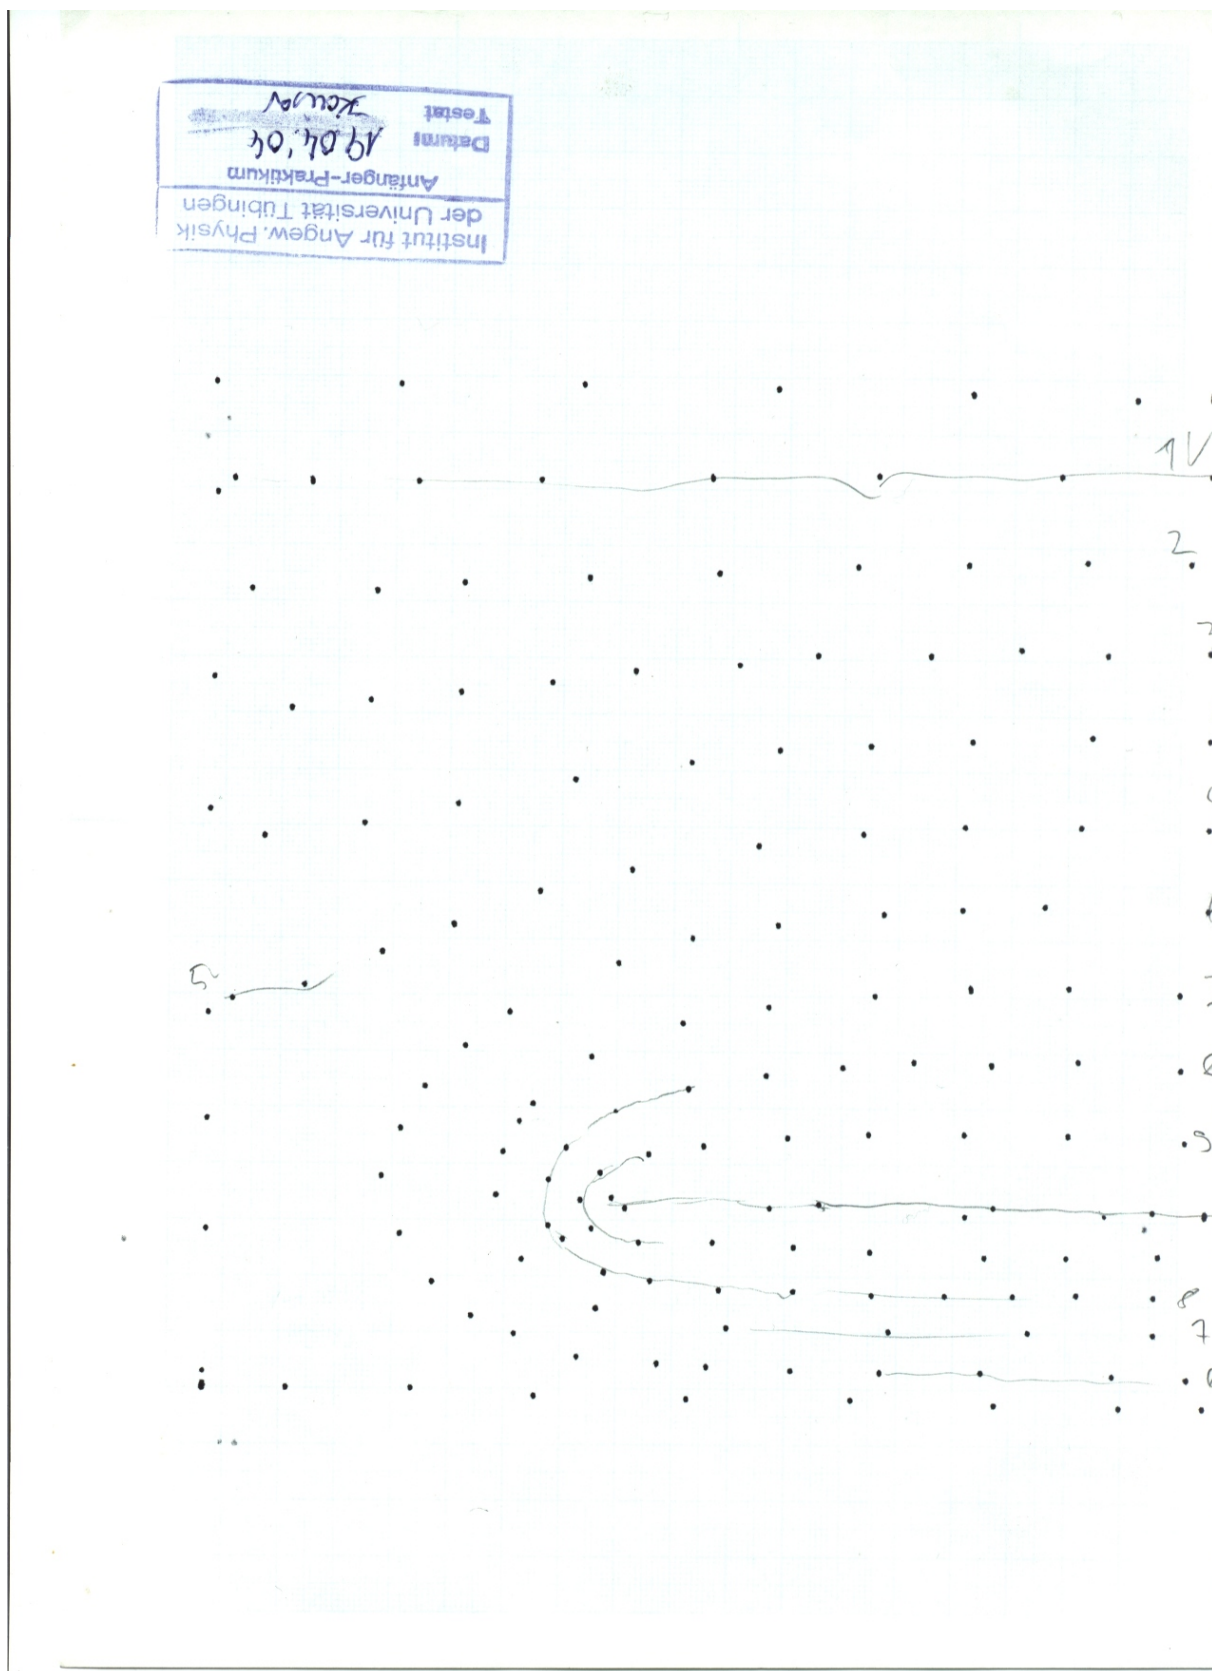 Institut für Angew. Physik
der Universität Tübingen
Anfänger-Praktikum
Datum: 19.04.'04
Testat
1V
2
5
9
8
7